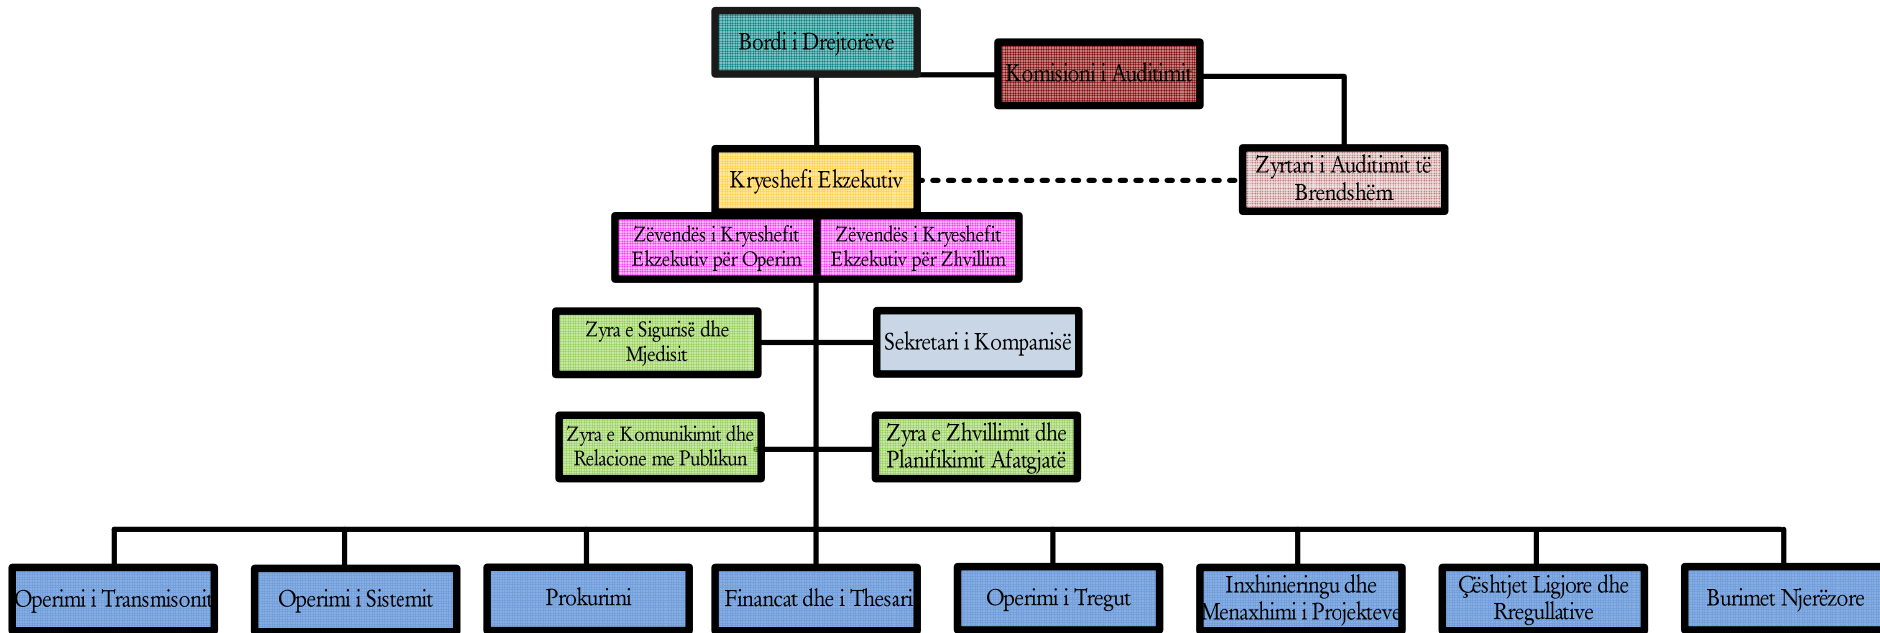 Bordi i Drejtorëve
Komisioni i Auditimit
Kryeshefi Ekzekutiv
Zyrtari i Auditimit të
Brendshëm
Zëvendës i Kryeshefit
Ekzekutiv për Operim
Zëvendës i Kryeshefit
Ekzekutiv për Zhvillim
Zyra e Sigurisë dhe
Mjedisit
Sekretari i Kompanisë
Zyra e Komunikimit dhe
Relacione me Publikun
Zyra e Zhvillimit dhe
Planifikimit Afatgjatë
Operimi i Transmisonit
Operimi i Sistemit
Prokurimi
Financat dhe i Thesari
Operimi i Tregut
Inxhinieringu dhe
Menaxhimi i Projekteve
Çështjet Ligjore dhe
Rregullative
Burimet Njerëzore